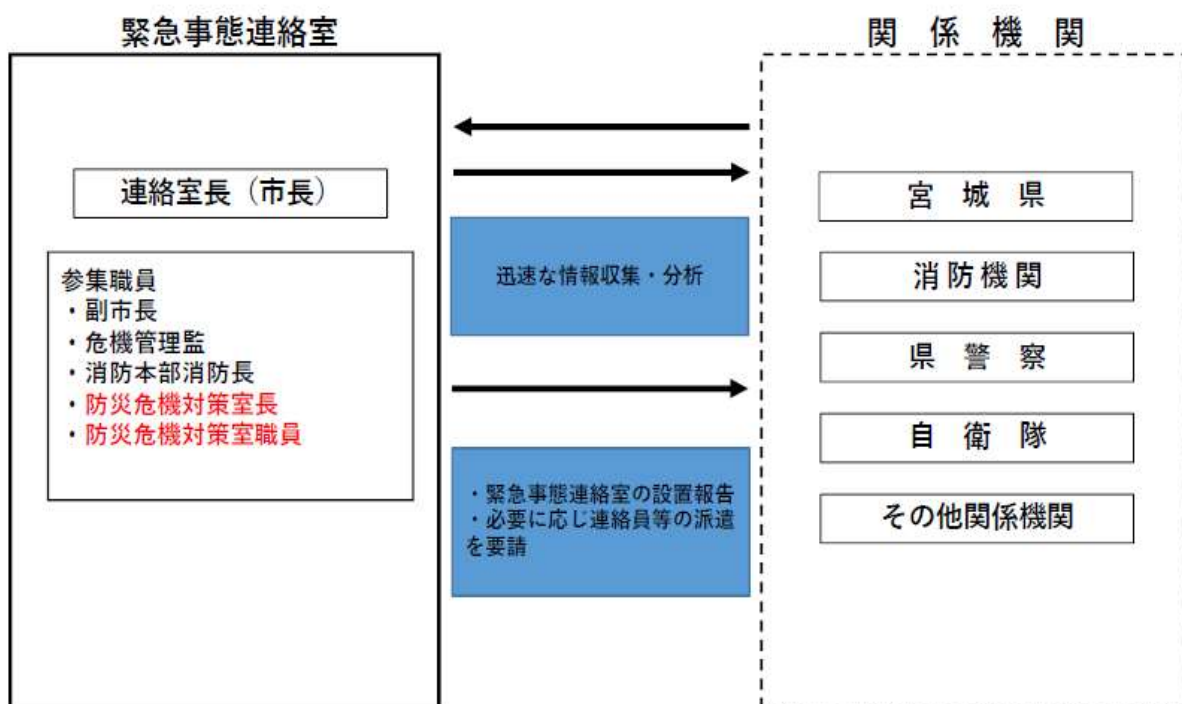 緊急事態連絡室
連絡室長（市長）
参集職員
・副市長
・危機管理監
・消防本部消防長
・防災危機対策室長
・防災危機対策室職員
迅速な情報収集・分析
・緊急事態連絡室の設置報告
・必要に応じ連絡員等の派遣
を要請
関　係　機　関
宮　城　県
消防機関
県　警　察
自　衛　隊
その他関係機関